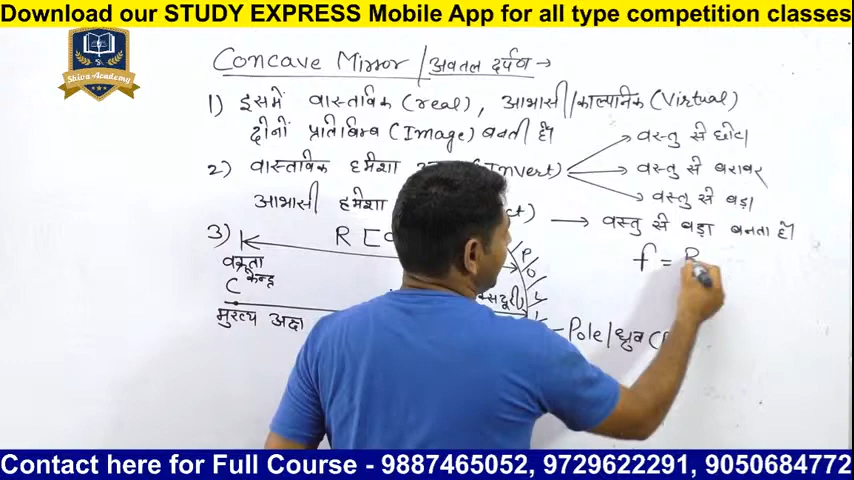 Download our STUDY EXPRESS Mobile App for all type competition classes
Shiva Academy
Concave Mirror / अवतल दर्पण →
1) इसमें वास्तविक (real), आभासी/काल्पनिक (Virtual)
दोनों प्रतिबिम्ब (Image) बनती है।
→ वस्तु से छोटा
2) वास्तविक हमेशा Invert)
→ वस्तु से बराबर
→ वस्तु से बड़ा
आभासी हमेशा ct) → वस्तु से बड़ा बनता है।
3) R
P
O
L
f = R
वक्रता
केन्द्र
C
मुख्य अक्ष
Pole/ध्रुव (
Contact here for Full Course - 9887465052, 9729622291, 9050684772